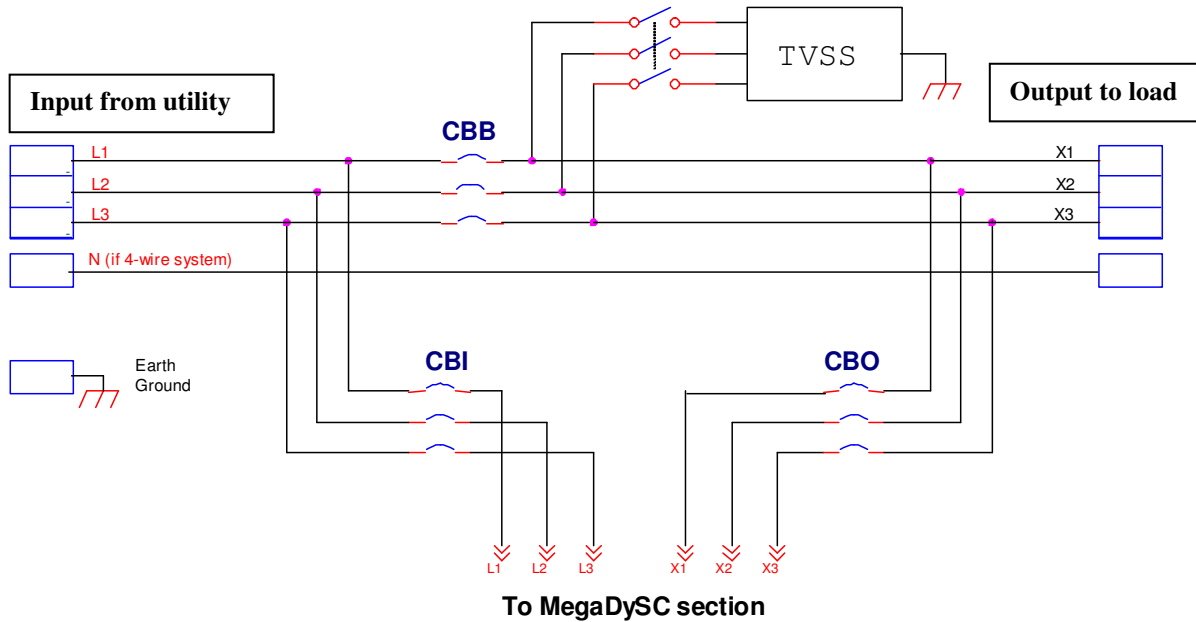 TVSS
Input from utility
Output to load
CBB
L1
X1
L2
X2
L3
X3
N (if 4-wire system)
Earth
Ground
CBI
CBO
L1 L2 L3 X1 X2 X3
To MegaDySC section